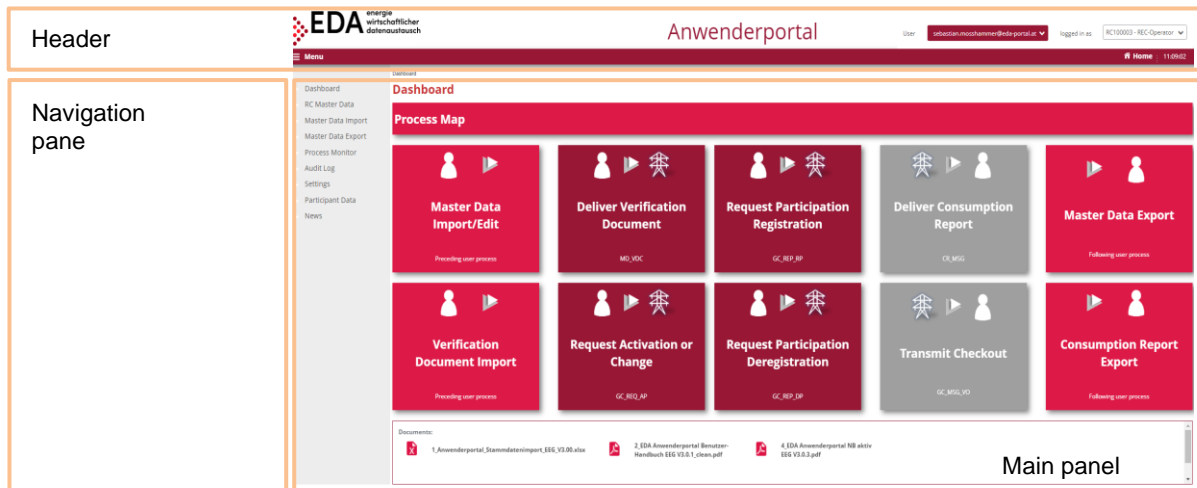 Header
EDA energie
wirtschaftlicher
datenaustausch
Anwenderportal
User
sebastian.mosshammer@eda-portal.at
logged in as
RC100003 - REC-Operator
Menu
Home
11:09:02
Navigation
pane
Dashboard
RC Master Data
Master Data Import
Master Data Export
Process Monitor
Audit Log
Settings
Participant Data
News
Dashboard
Dashboard
Process Map
Master Data
Import/Edit
Preceding user process
Deliver Verification
Document
MD_VDC
Request Participation
Registration
GC_REP_RP
Deliver Consumption
Report
CR_MSG
Master Data Export
Following user process
Verification
Document Import
Preceding user process
Request Activation or
Change
GC_REQ_AP
Request Participation
Deregistration
GC_REP_DP
Transmit Checkout
GC_MSG_VO
Consumption Report
Export
Following user process
Documents:
1_Anwenderportal_Stammdatenimport_EEG_V3.00.xlsx
2_EDA Anwenderportal Benutzer-
Handbuch EEG V3.0.1_clean.pdf
4_EDA Anwenderportal NB aktiv
EEG V3.0.3.pdf
Main panel